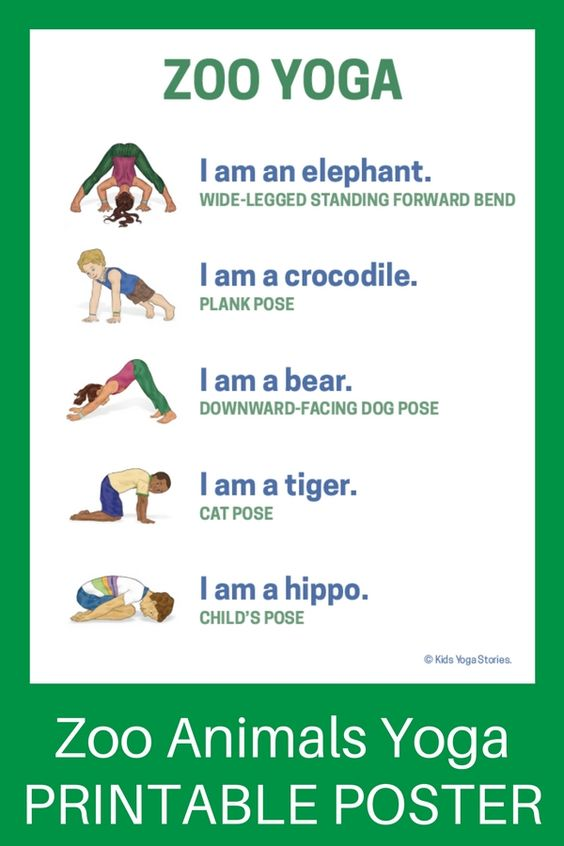 ZOO YOGA
I am an elephant.
WIDE-LEGGED STANDING FORWARD BEND
I am a crocodile.
PLANK POSE
I am a bear.
DOWNWARD-FACING DOG POSE
I am a tiger.
CAT POSE
I am a hippo.
CHILD'S POSE
© Kids Yoga Stories.
Zoo Animals Yoga
PRINTABLE POSTER